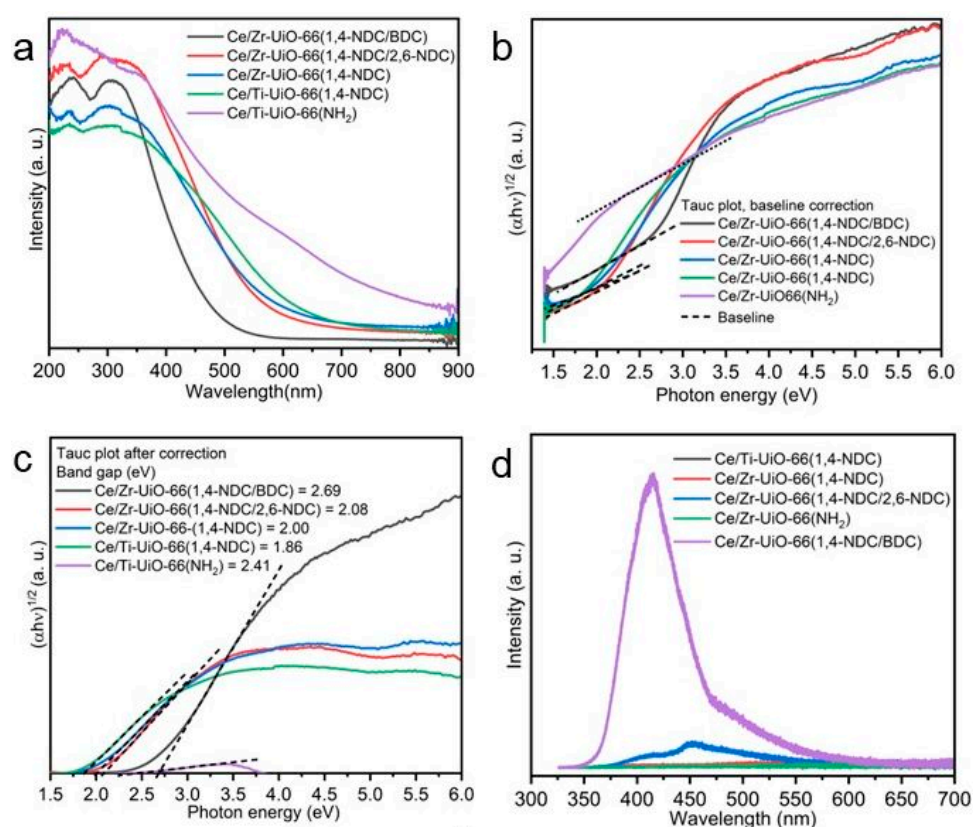 a
Ce/Zr-UiO-66(1,4-NDC/BDC)
Ce/Zr-UiO-66(1,4-NDC/2,6-NDC)
Ce/Zr-UiO-66(1,4-NDC)
Ce/Ti-UiO-66(1,4-NDC)
Ce/Ti-UiO-66(NH₂)
Intensity (a. u.)
200 300 400 500 600 700 800 900
Wavelength(nm)
b
(αhν)^1/2 (a. u.)
Tauc plot, baseline correction
Ce/Zr-UiO-66(1,4-NDC/BDC)
Ce/Zr-UiO-66(1,4-NDC/2,6-NDC)
Ce/Zr-UiO-66(1,4-NDC)
Ce/Zr-UiO-66(1,4-NDC)
Ce/Zr-UiO66(NH₂)
Baseline
1.5 2.0 2.5 3.0 3.5 4.0 4.5 5.0 5.5 6.0
Photon energy (eV)
c
Tauc plot after correction
Band gap (eV)
Ce/Zr-UiO-66(1,4-NDC/BDC) = 2.69
Ce/Zr-UiO-66(1,4-NDC/2,6-NDC) = 2.08
Ce/Zr-UiO-66-(1,4-NDC) = 2.00
Ce/Ti-UiO-66(1,4-NDC) = 1.86
Ce/Ti-UiO-66(NH₂) = 2.41
(αhν)^1/2 (a. u.)
1.5 2.0 2.5 3.0 3.5 4.0 4.5 5.0 5.5 6.0
Photon energy (eV)
d
Ce/Ti-UiO-66(1,4-NDC)
Ce/Zr-UiO-66(1,4-NDC)
Ce/Zr-UiO-66(1,4-NDC/2,6-NDC)
Ce/Zr-UiO-66(NH₂)
Ce/Zr-UiO-66(1,4-NDC/BDC)
Intensity (a. u.)
300 350 400 450 500 550 600 650 700
Wavelength (nm)